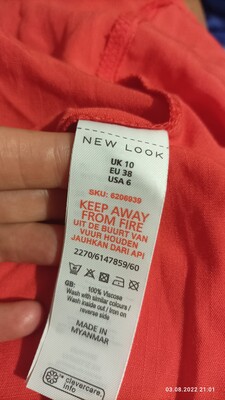 NEW LOOK
UK 10
EU 38
USA 6
SKU: 6208939
KEEP AWAY
FROM FIRE
UIT DE BUURT VAN
VUUR HOUDEN
JAUHKAN DARI API
2270/6147859/60
GB: 100% Viscose
Wash with similar colours /
Wash inside out / Iron on
reverse side
MADE IN
MYANMAR
clevercare.
info
03.08.2022 21:01